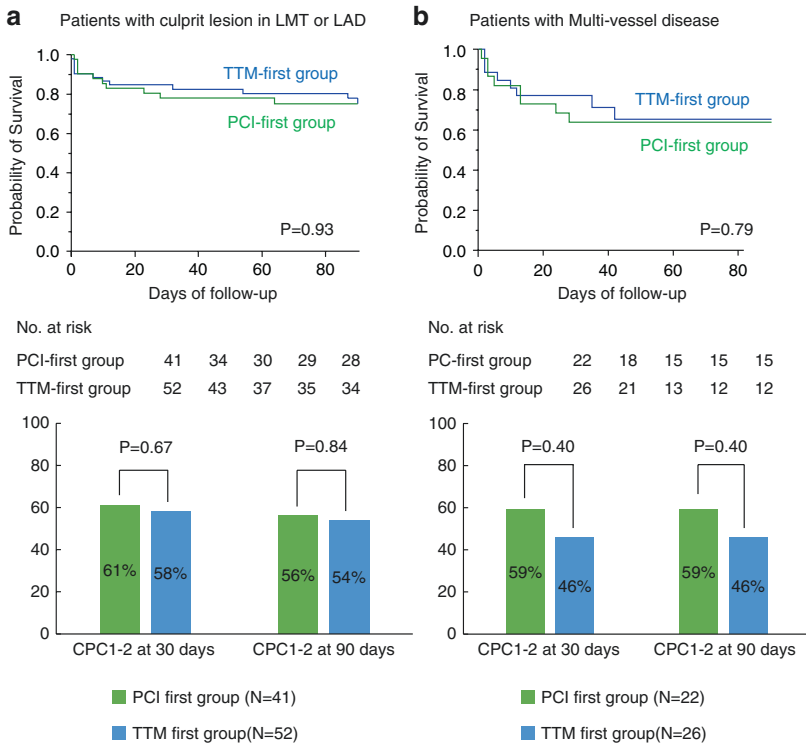 a Patients with culprit lesion in LMT or LAD
Probability of Survival
1.0
0.8
0.6
0.4
0.2
0.0
TTM-first group
PCI-first group
P=0.93
0 20 40 60 80
Days of follow-up
No. at risk
PCI-first group 41 34 30 29 28
TTM-first group 52 43 37 35 34
100
80
60
40
20
0
P=0.67
P=0.84
61%
58%
56%
54%
CPC1-2 at 30 days
CPC1-2 at 90 days
PCI first group (N=41)
TTM first group(N=52)
b Patients with Multi-vessel disease
Probability of Survival
1.0
0.8
0.6
0.4
0.2
0.0
TTM-first group
PCI-first group
P=0.79
0 20 40 60 80
Days of follow-up
No. at risk
PC-first group 22 18 15 15 15
TTM-first group 26 21 13 12 12
100
80
60
40
20
0
P=0.40
P=0.40
59%
46%
59%
46%
CPC1-2 at 30 days
CPC1-2 at 90 days
PCI first group (N=22)
TTM first group(N=26)